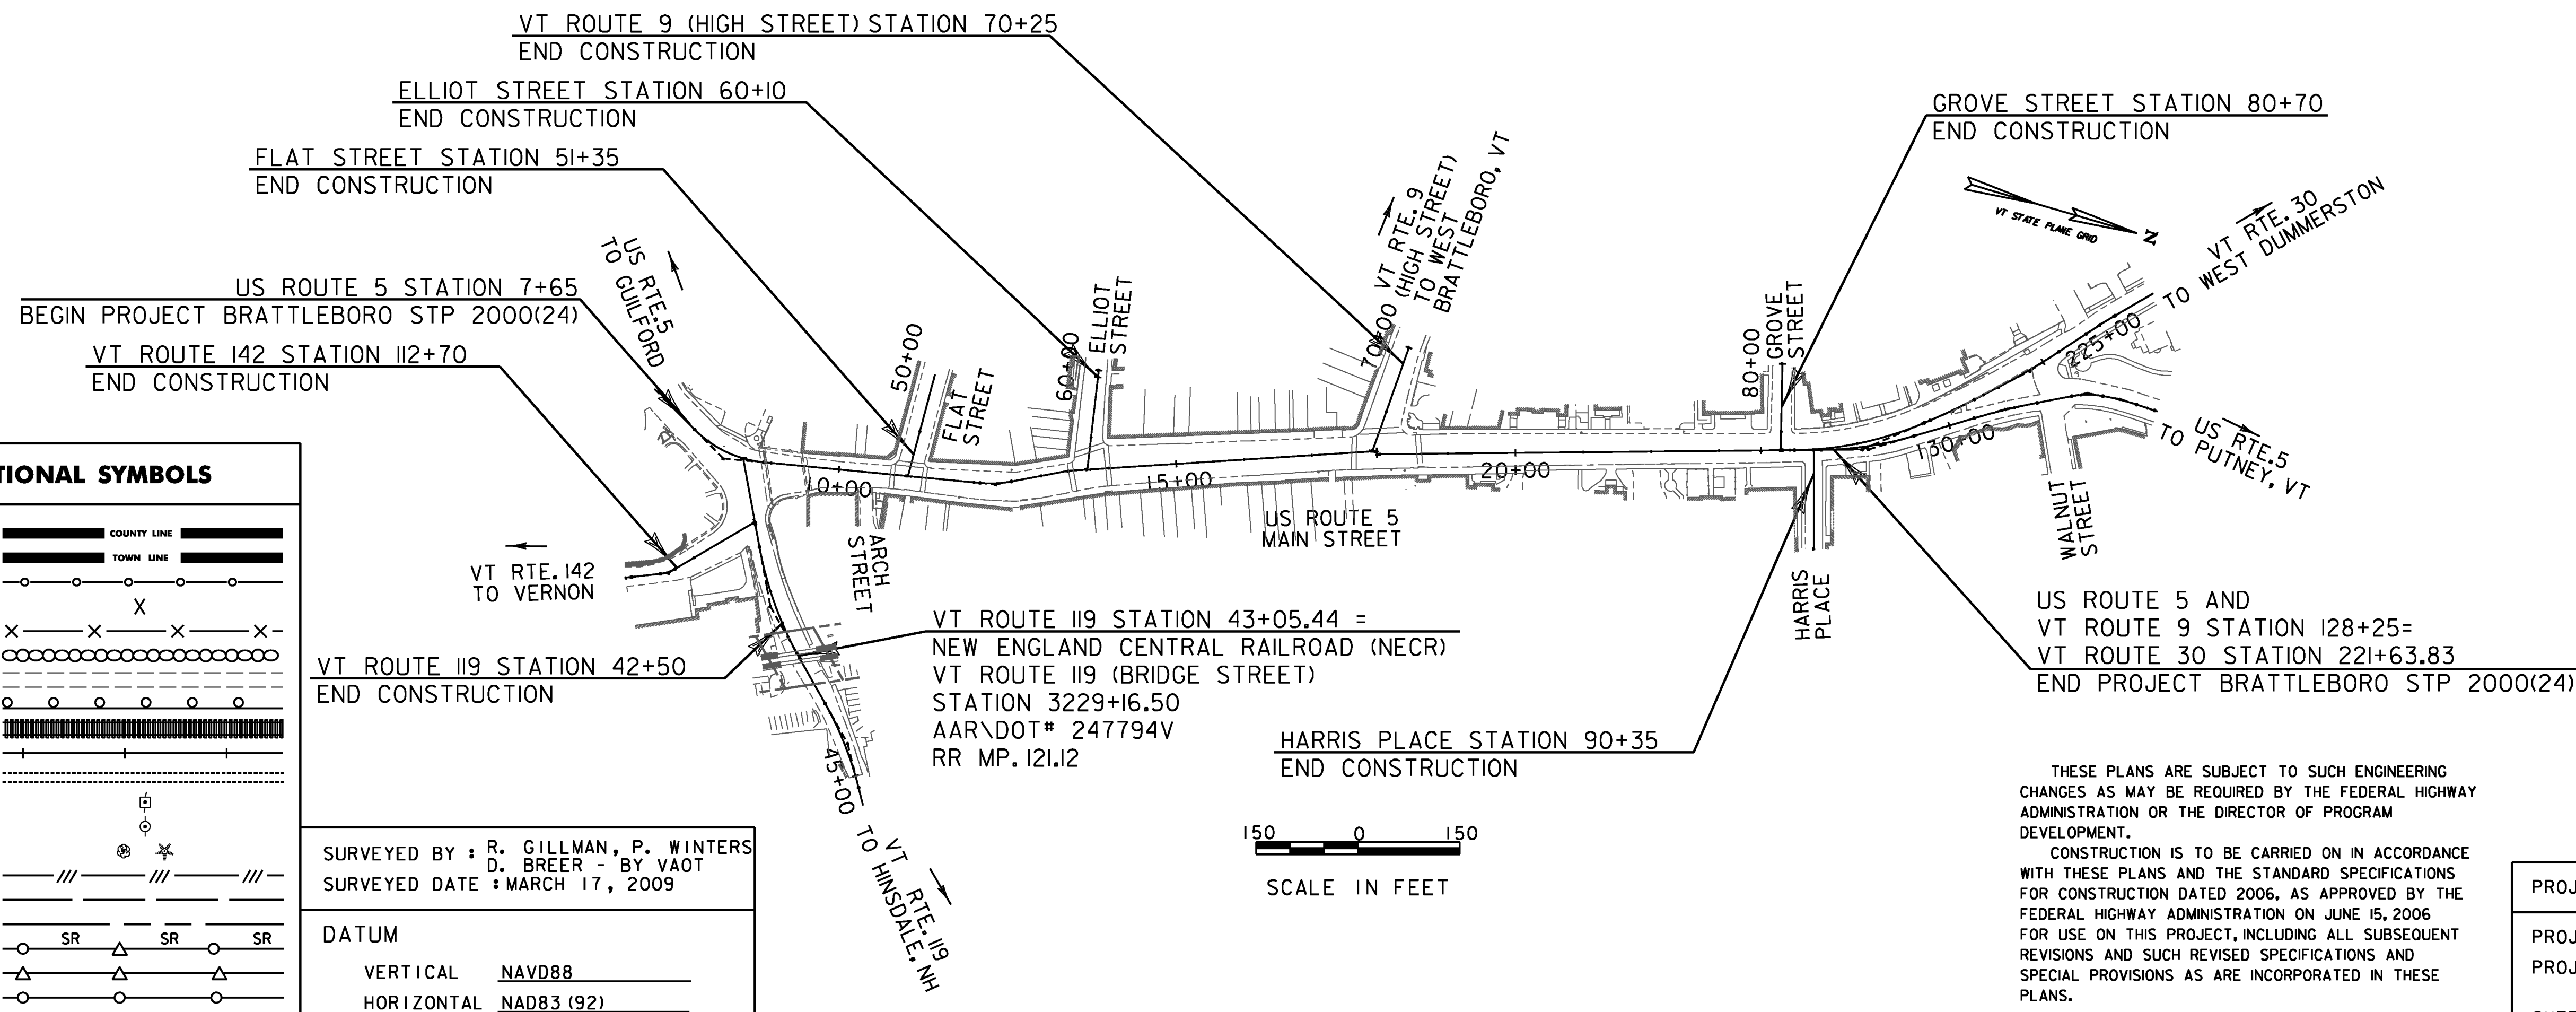 VT ROUTE 9 (HIGH STREET) STATION 70+25
END CONSTRUCTION
ELLIOT STREET STATION 60+10
END CONSTRUCTION
FLAT STREET STATION 51+35
END CONSTRUCTION
US ROUTE 5 STATION 7+65
BEGIN PROJECT BRATTLEBORO STP 2000(24)
VT ROUTE 142 STATION 112+70
END CONSTRUCTION
GROVE STREET STATION 80+70
END CONSTRUCTION
VT STATE PLANE GRID
N
US RTE.5
TO GUILFORD
50+00
FLAT
STREET
60+00
ELLIOT
STREET
70+00
VT RTE. 9
(HIGH STREET)
TO WEST
BRATTLEBORO, VT
80+00
GROVE
STREET
VT RTE. 30
TO WEST DUMMERSTON
225+00
130+00
US RTE.5
TO PUTNEY, VT
WALNUT
STREET
10+00
15+00
20+00
ARCH
STREET
US ROUTE 5
MAIN STREET
HARRIS
PLACE
VT RTE. 142
TO VERNON
VT ROUTE 119 STATION 42+50
END CONSTRUCTION
VT ROUTE 119 STATION 43+05.44 =
NEW ENGLAND CENTRAL RAILROAD (NECR)
VT ROUTE 119 (BRIDGE STREET)
STATION 3229+16.50
AAR\DOT# 247794V
RR MP. 121.12
45+00
VT RTE. 119
TO HINSDALE, NH
HARRIS PLACE STATION 90+35
END CONSTRUCTION
US ROUTE 5 AND
VT ROUTE 9 STATION 128+25=
VT ROUTE 30 STATION 221+63.83
END PROJECT BRATTLEBORO STP 2000(24)
150 0 150
SCALE IN FEET
TIONAL SYMBOLS
COUNTY LINE
TOWN LINE
SR SR SR
SURVEYED BY : R. GILLMAN, P. WINTERS
D. BREER - BY VAOT
SURVEYED DATE : MARCH 17, 2009
DATUM
VERTICAL NAVD88
HORIZONTAL NAD83 (92)
THESE PLANS ARE SUBJECT TO SUCH ENGINEERING
CHANGES AS MAY BE REQUIRED BY THE FEDERAL HIGHWAY
ADMINISTRATION OR THE DIRECTOR OF PROGRAM
DEVELOPMENT.
CONSTRUCTION IS TO BE CARRIED ON IN ACCORDANCE
WITH THESE PLANS AND THE STANDARD SPECIFICATIONS
FOR CONSTRUCTION DATED 2006, AS APPROVED BY THE
FEDERAL HIGHWAY ADMINISTRATION ON JUNE 15, 2006
FOR USE ON THIS PROJECT, INCLUDING ALL SUBSEQUENT
REVISIONS AND SUCH REVISED SPECIFICATIONS AND
SPECIAL PROVISIONS AS ARE INCORPORATED IN THESE
PLANS.
PROJ
PROJ
PROJ